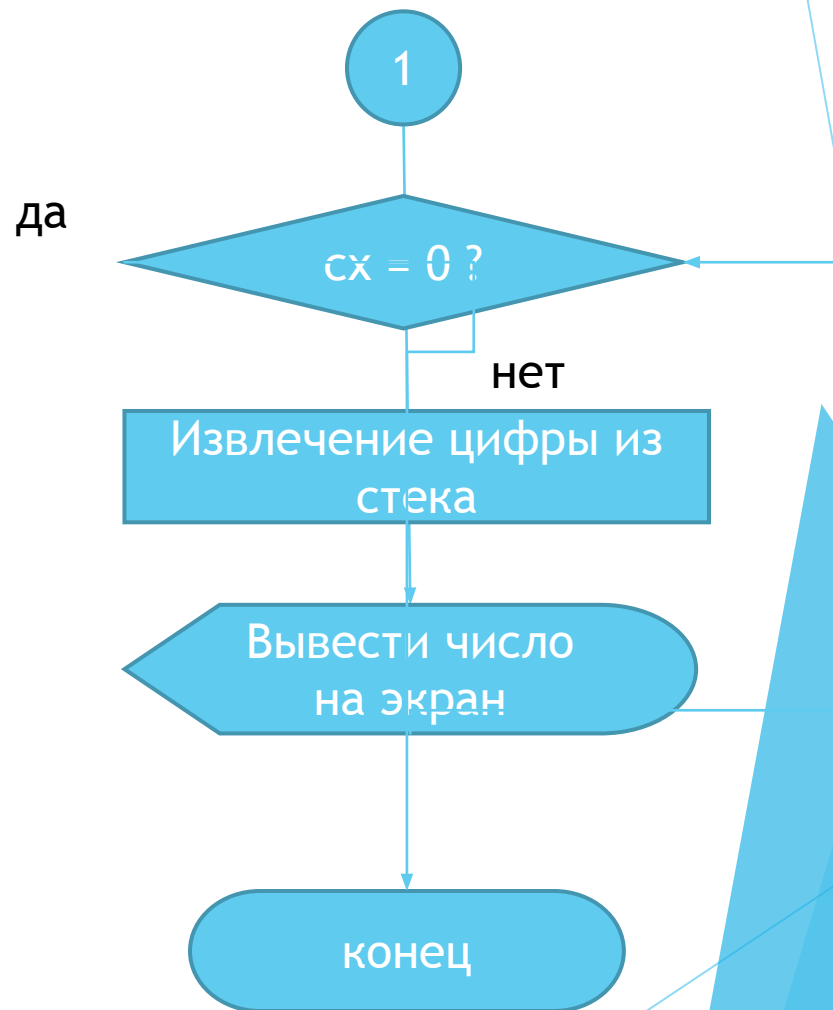 1
да
cx = 0 ?
нет
Извлечение цифры из
стека
Вывести число
на экран
конец